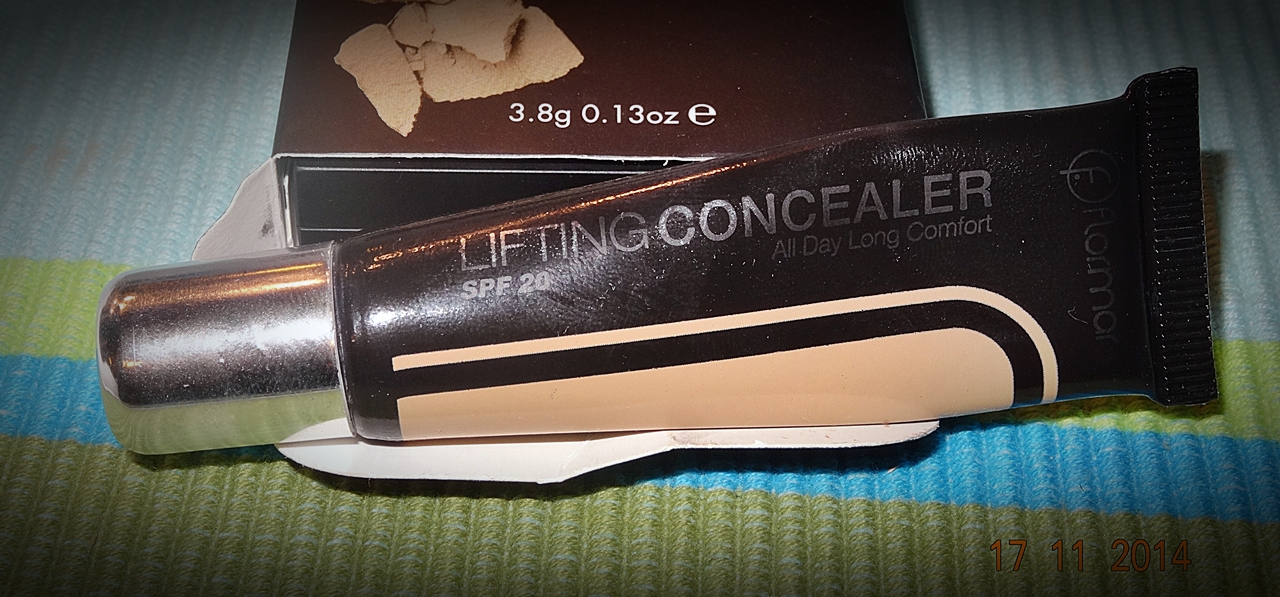 3.8g 0.13oz ℮
LIFTING CONCEALER
All Day Long Comfort
SPF 20
F
Flormar
17 11 2014